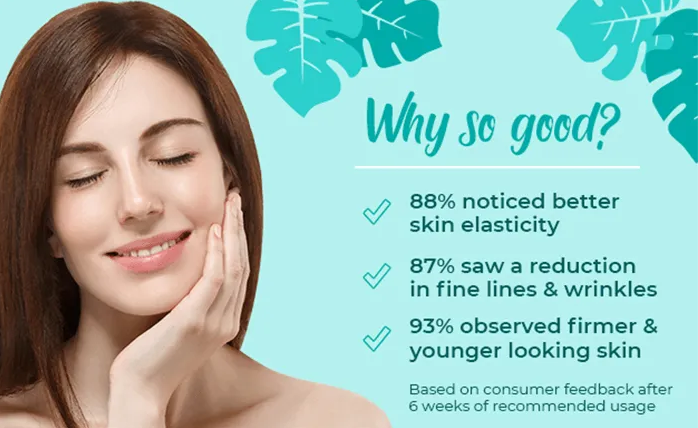 Why so good?
88% noticed better
skin elasticity
87% saw a reduction
in fine lines & wrinkles
93% observed firmer &
younger looking skin
Based on consumer feedback after
6 weeks of recommended usage